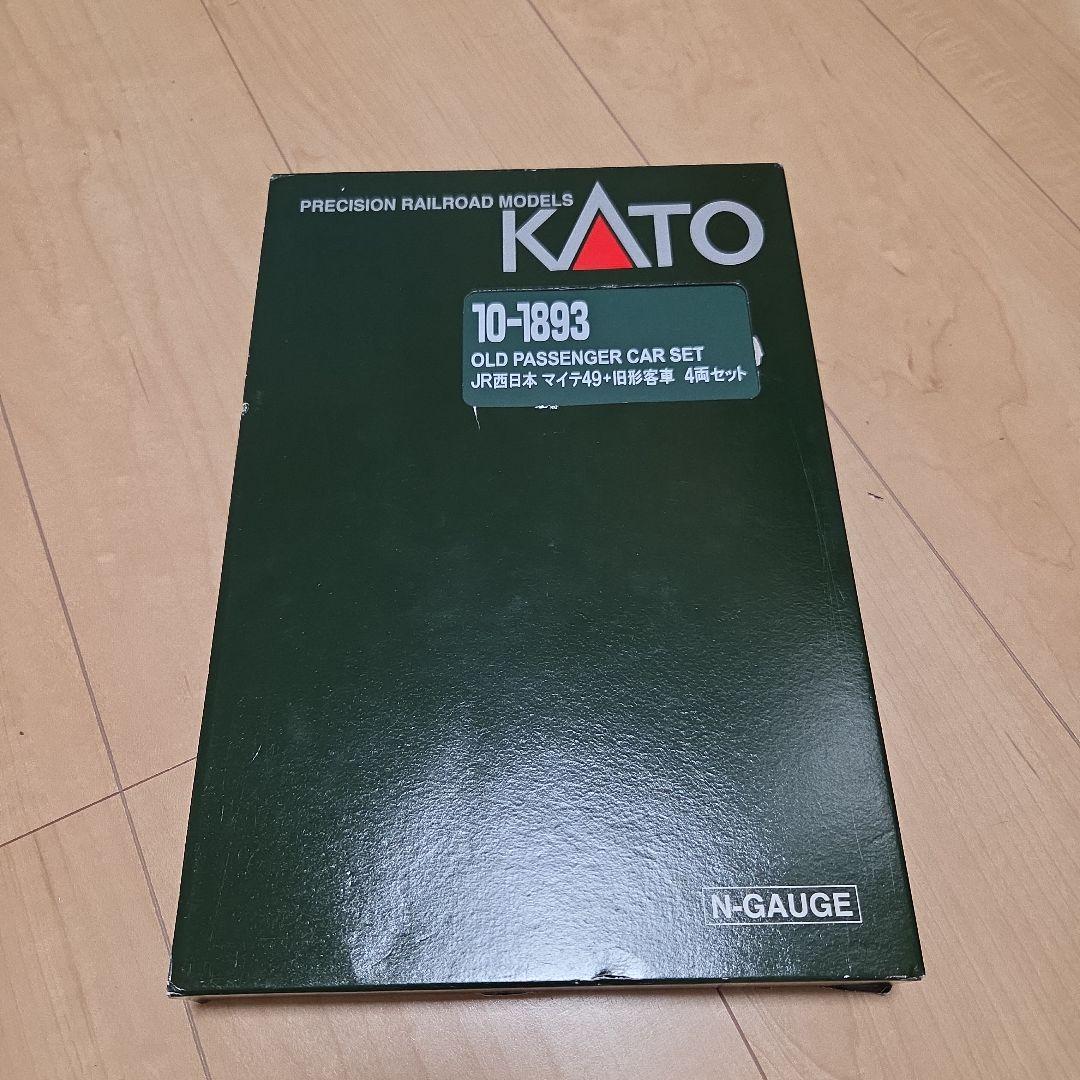 PRECISION RAILROAD MODELS
KATO
10-1893
OLD PASSENGER CAR SET
JR西日本 マイテ49+旧形客車 4両セット
N-GAUGE